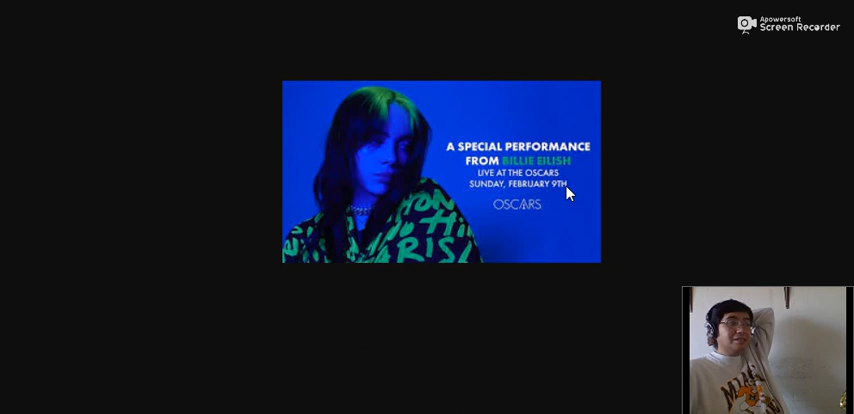 Apowersoft
Screen Recorder
A SPECIAL PERFORMANCE
FROM BILLIE EILISH
LIVE AT THE OSCARS
SUNDAY, FEBRUARY 9TH
OSCARS